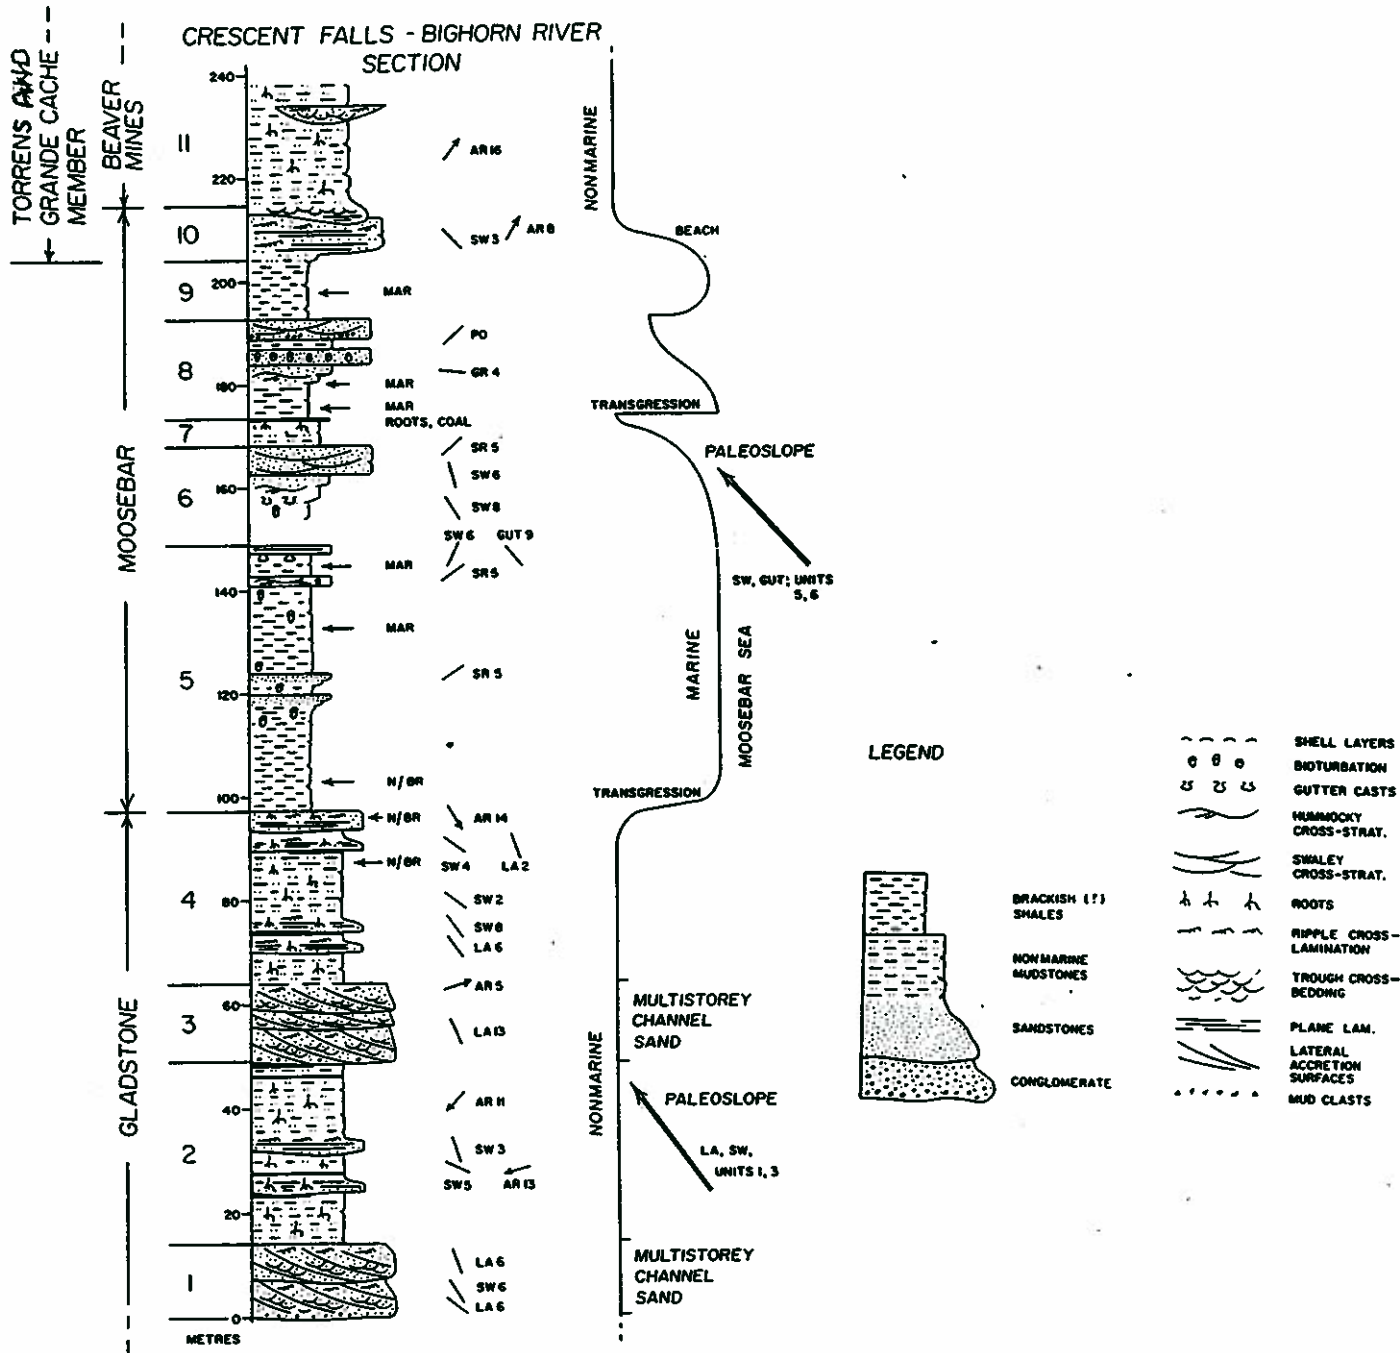 CRESCENT FALLS - BIGHORN RIVER
SECTION
TORRENS AND
GRANDE CACHE
MEMBER
BEAVER
MINES
MOOSEBAR
GLADSTONE
11
10
9
8
7
6
5
4
3
2
1
240
220
200
180
160
140
120
100
80
60
40
20
0
METRES
AR 16
SW 3
AR 8
MAR
PO
GR 4
MAR
MAR
ROOTS, COAL
SR 5
SW 6
SW 8
SW 6
GUT 9
MAR
SR 5
MAR
SR 5
N/BR
N/BR
AR 14
N/BR
SW 4
LA 2
SW 2
SW 8
LA 6
AR 5
LA 13
AR 11
SW 3
SW 5
AR 13
LA 6
SW 6
LA 6
NONMARINE
BEACH
TRANSGRESSION
PALEOSLOPE
SW, GUT; UNITS
5, 6
MARINE
MOOSEBAR SEA
TRANSGRESSION
MULTISTOREY
CHANNEL
SAND
NONMARINE
PALEOSLOPE
LA, SW,
UNITS 1, 3
MULTISTOREY
CHANNEL
SAND
LEGEND
BRACKISH (?)
SHALES
NONMARINE
MUDSTONES
SANDSTONES
CONGLOMERATE
SHELL LAYERS
BIOTURBATION
GUTTER CASTS
HUMMOCKY
CROSS-STRAT.
SWALEY
CROSS-STRAT.
ROOTS
RIPPLE CROSS-
LAMINATION
TROUGH CROSS-
BEDDING
PLANE LAM.
LATERAL
ACCRETION
SURFACES
MUD CLASTS